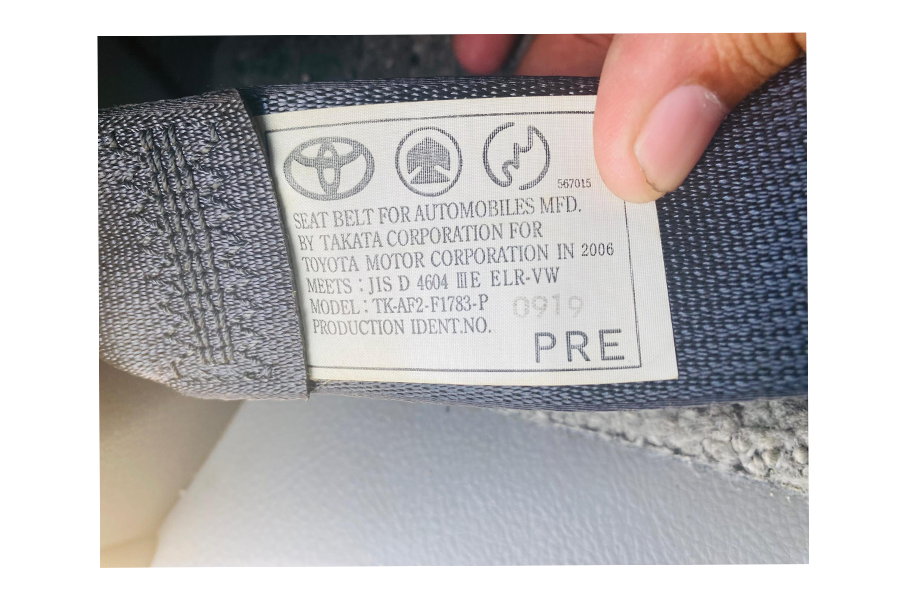 567015
SEAT BELT FOR AUTOMOBILES MFD.
BY TAKATA CORPORATION FOR
TOYOTA MOTOR CORPORATION IN 2006
MEETS : JIS D 4604 ⅢE ELR-VW
MODEL : TK-AF2-F1783-P 0919
PRODUCTION IDENT.NO.
PRE